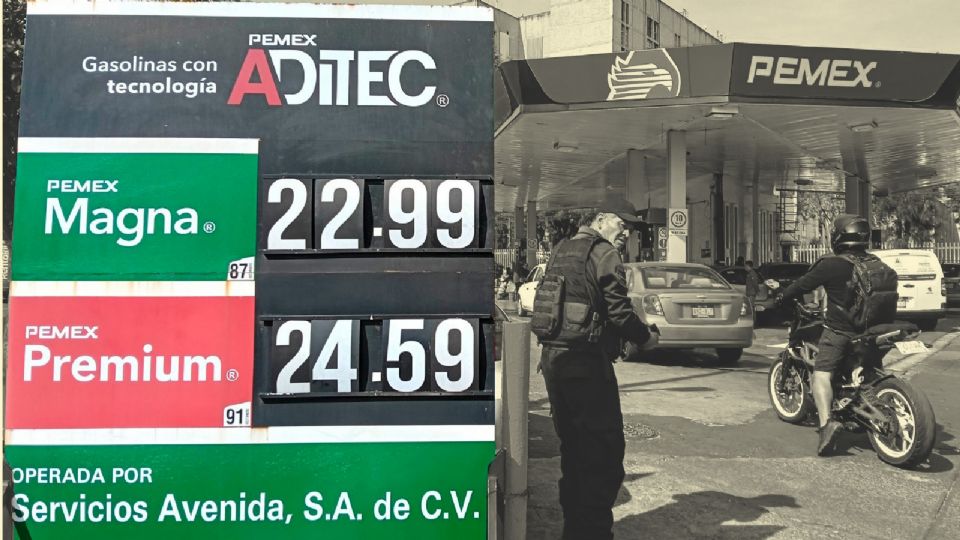 PEMEX
Gasolinas con
tecnología
ADITEC®
PEMEX
Magna®
87
22.99
PEMEX
Premium®
91
24.59
OPERADA POR
Servicios Avenida, S.A. de C.V.
PEMEX®
10